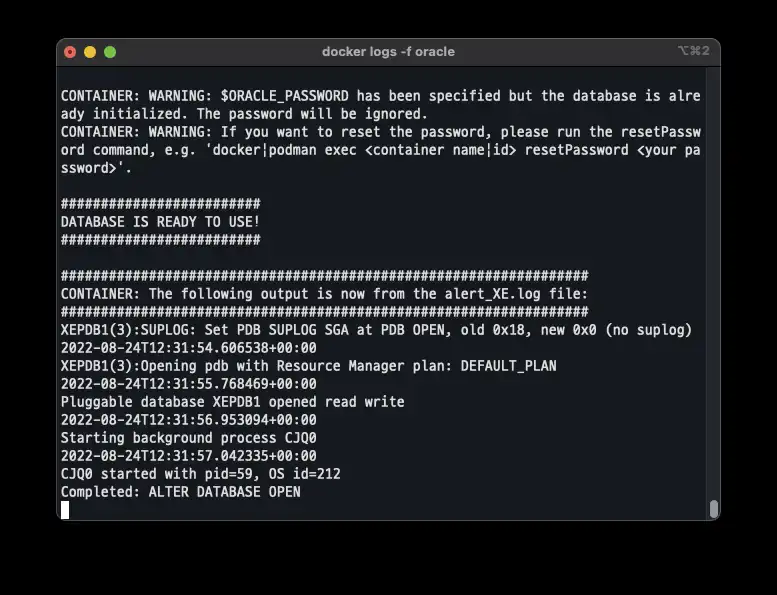 docker logs -f oracle
⌥⌘2
CONTAINER: WARNING: $ORACLE_PASSWORD has been specified but the database is alre
ady initialized. The password will be ignored.
CONTAINER: WARNING: If you want to reset the password, please run the resetPassw
ord command, e.g. 'docker|podman exec <container name|id> resetPassword <your pa
ssword>'.
#########################
DATABASE IS READY TO USE!
#########################
##################################################################
CONTAINER: The following output is now from the alert_XE.log file:
##################################################################
XEPDB1(3):SUPLOG: Set PDB SUPLOG SGA at PDB OPEN, old 0x18, new 0x0 (no suplog)
2022-08-24T12:31:54.606538+00:00
XEPDB1(3):Opening pdb with Resource Manager plan: DEFAULT_PLAN
2022-08-24T12:31:55.768469+00:00
Pluggable database XEPDB1 opened read write
2022-08-24T12:31:56.953094+00:00
Starting background process CJQ0
2022-08-24T12:31:57.042335+00:00
CJQ0 started with pid=59, OS id=212
Completed: ALTER DATABASE OPEN